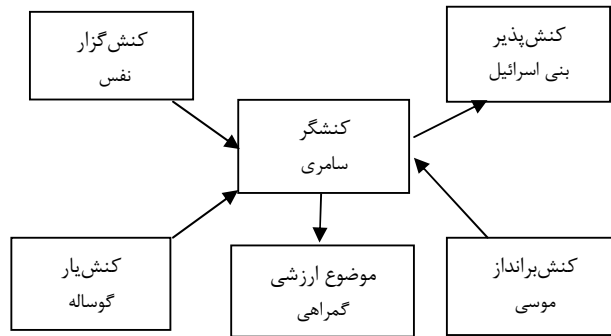 کنش‌پذیر
بنی اسرائیل
کنش‌گزار
نفس
کنشگر
سامری
کنش‌برانداز
موسی
موضوع ارزشی
گمراهی
کنش‌یار
گوساله